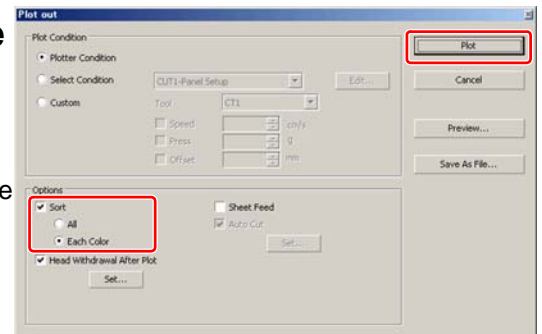 Plot out
e
Plot Condition
Plotter Condition
Select Condition CUT1-Panel Setup Edit...
Custom Tool CT1
Speed cm/s
Press g
Offset mm
Plot
Cancel
Preview...
Save As File...
e
Options
Sort
All
Each Color
Head Withdrawal After Plot
Set...
Sheet Feed
Auto Cut
Set...